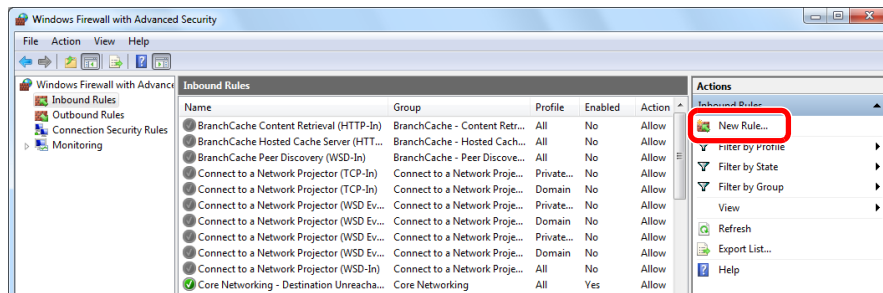 Windows Firewall with Advanced Security
File Action View Help
Windows Firewall with Advance
Inbound Rules
Outbound Rules
Connection Security Rules
Monitoring
Inbound Rules
Name Group Profile Enabled Action
BranchCache Content Retrieval (HTTP-In) BranchCache - Content Retr... All No Allow
BranchCache Hosted Cache Server (HTT... BranchCache - Hosted Cach... All No Allow
BranchCache Peer Discovery (WSD-In) BranchCache - Peer Discove... All No Allow
Connect to a Network Projector (TCP-In) Connect to a Network Proje... Private... No Allow
Connect to a Network Projector (TCP-In) Connect to a Network Proje... Domain No Allow
Connect to a Network Projector (WSD Ev... Connect to a Network Proje... Private... No Allow
Connect to a Network Projector (WSD Ev... Connect to a Network Proje... Domain No Allow
Connect to a Network Projector (WSD Ev... Connect to a Network Proje... Private... No Allow
Connect to a Network Projector (WSD Ev... Connect to a Network Proje... Domain No Allow
Connect to a Network Projector (WSD-In) Connect to a Network Proje... All No Allow
Core Networking - Destination Unreacha... Core Networking All Yes Allow
Actions
Inbound Rules
New Rule...
Filter by Profile
Filter by State
Filter by Group
View
Refresh
Export List...
Help